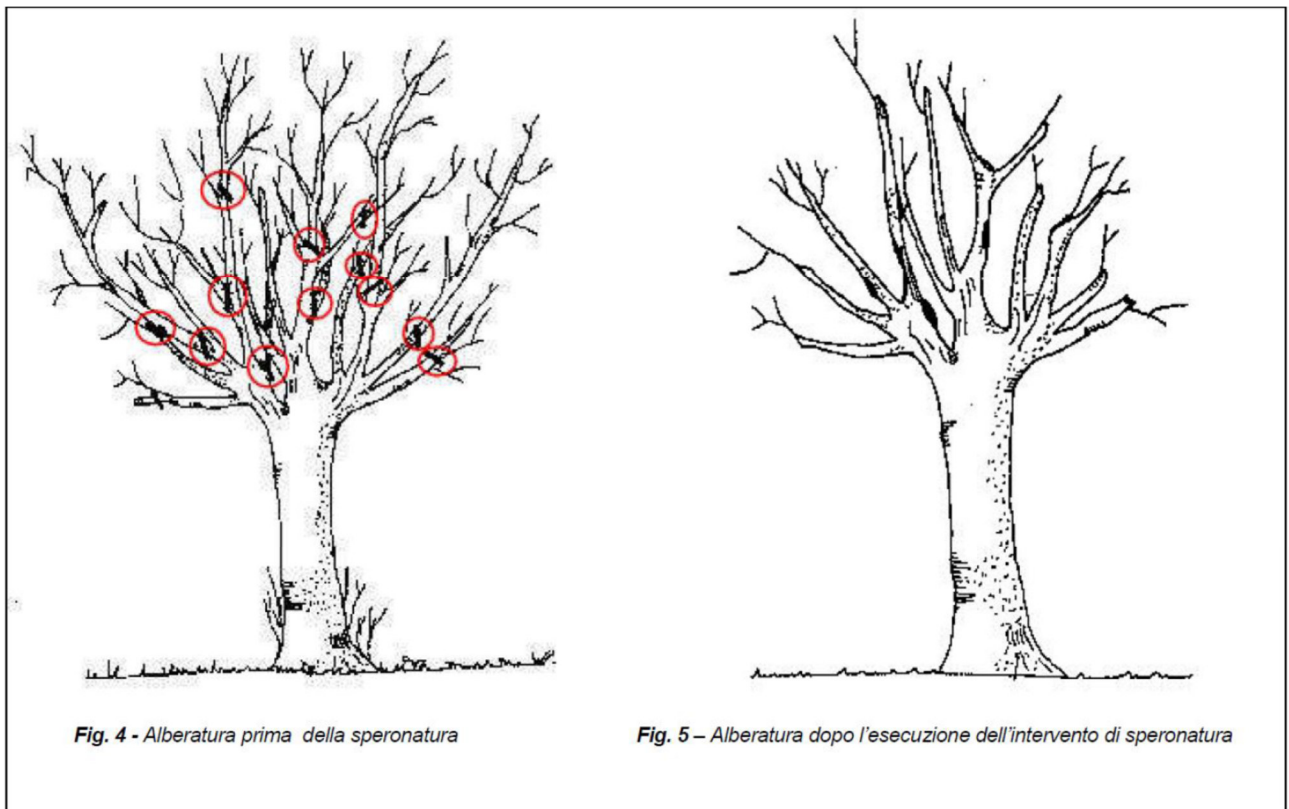 Fig. 4 - Alberatura prima della speronatura
Fig. 5 – Alberatura dopo l'esecuzione dell'intervento di speronatura